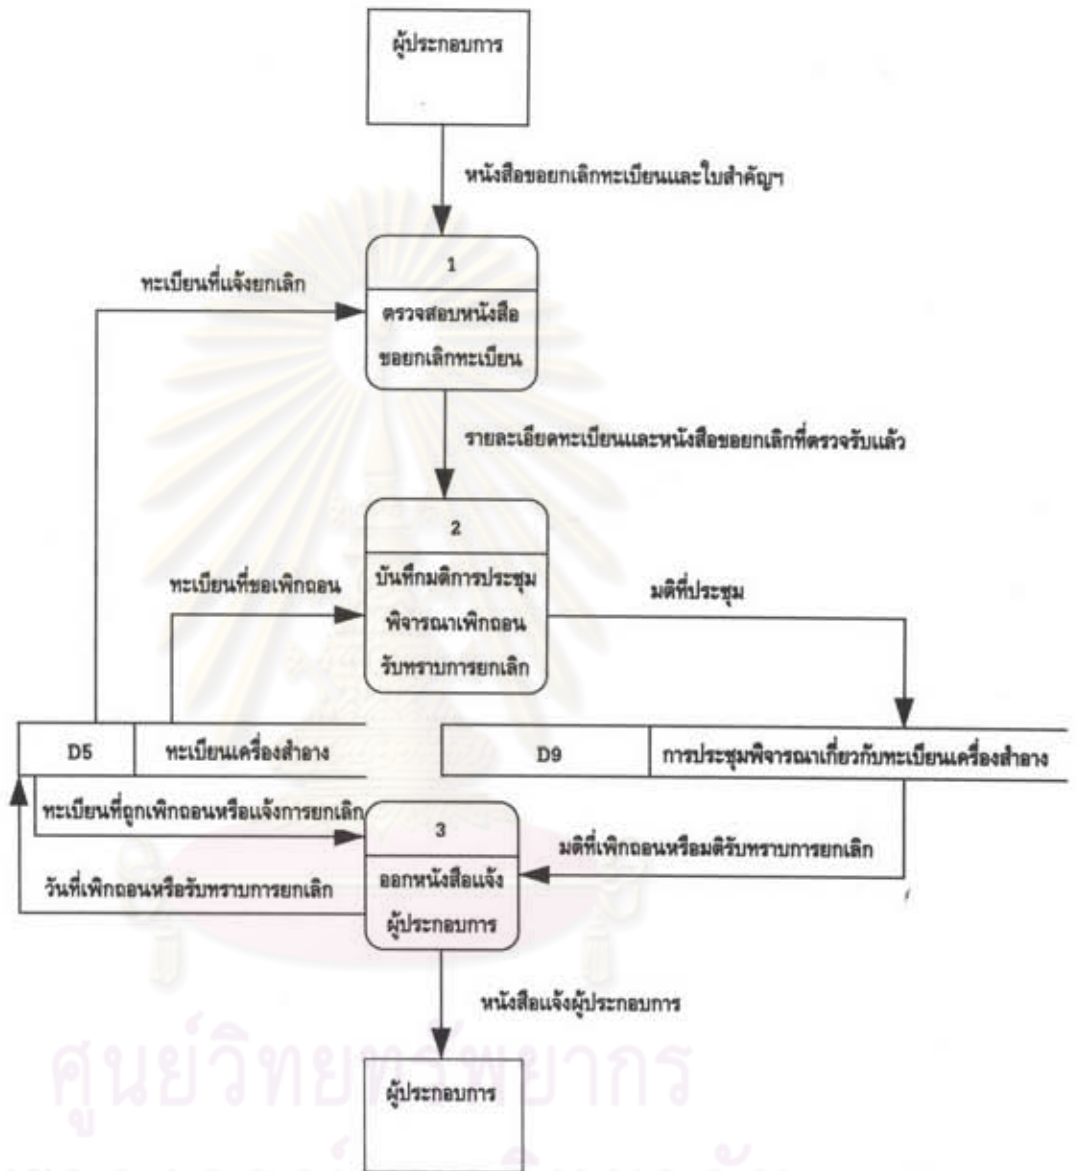 ผู้ประกอบการ
หนังสือขอยกเลิกทะเบียนและใบสำคัญฯ
1
ทะเบียนที่แจ้งยกเลิก
ตรวจสอบหนังสือ
ขอยกเลิกทะเบียน
รายละเอียดทะเบียนและหนังสือขอยกเลิกที่ตรวจรับแล้ว
2
ทะเบียนที่ขอเพิกถอน
บันทึกมติการประชุม
พิจารณาเพิกถอน
รับทราบการยกเลิก
มติที่ประชุม
D5 ทะเบียนเครื่องสำอาง
D9 การประชุมพิจารณาเกี่ยวกับทะเบียนเครื่องสำอาง
ทะเบียนที่ถูกเพิกถอนหรือแจ้งการยกเลิก
3
มติที่เพิกถอนหรือมติรับทราบการยกเลิก
วันที่เพิกถอนหรือรับทราบการยกเลิก
ออกหนังสือแจ้ง
ผู้ประกอบการ
หนังสือแจ้งผู้ประกอบการ
ศูนย์วิทยทรัพยากร
ผู้ประกอบการ